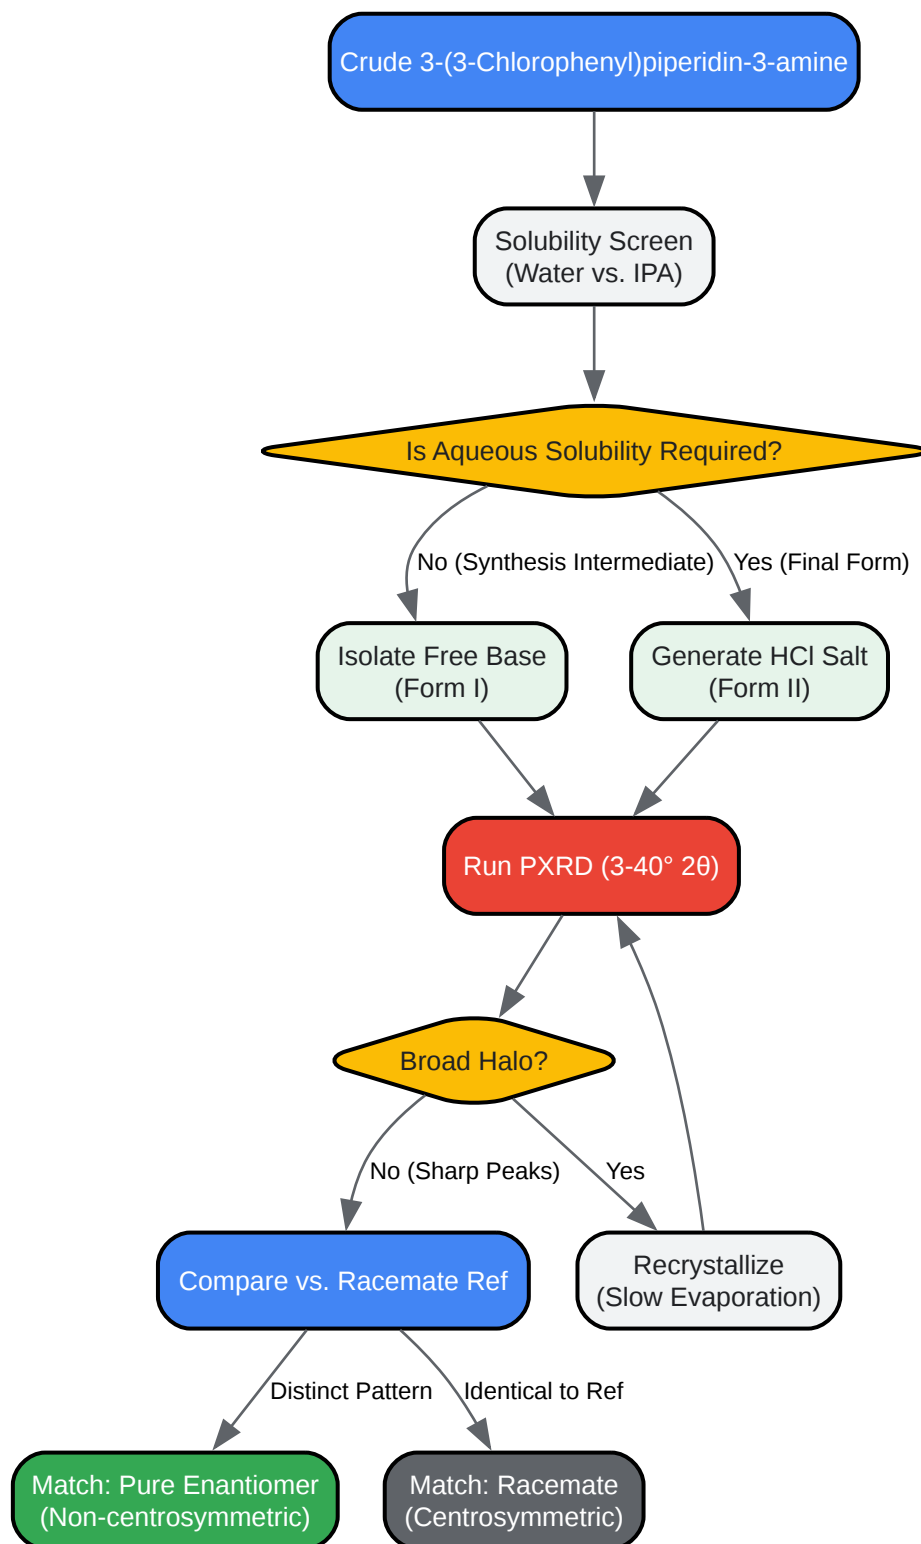 Crude 3-(3-Chlorophenyl)piperidin-3-amine
Solubility Screen
(Water vs. IPA)
Is Aqueous Solubility Required?
No (Synthesis Intermediate)
Yes (Final Form)
Isolate Free Base
(Form I)
Generate HCl Salt
(Form II)
Run PXRD (3-40° 2θ)
Broad Halo?
No (Sharp Peaks)
Yes
Compare vs. Racemate Ref
Recrystallize
(Slow Evaporation)
Distinct Pattern
Identical to Ref
Match: Pure Enantiomer
(Non-centrosymmetric)
Match: Racemate
(Centrosymmetric)